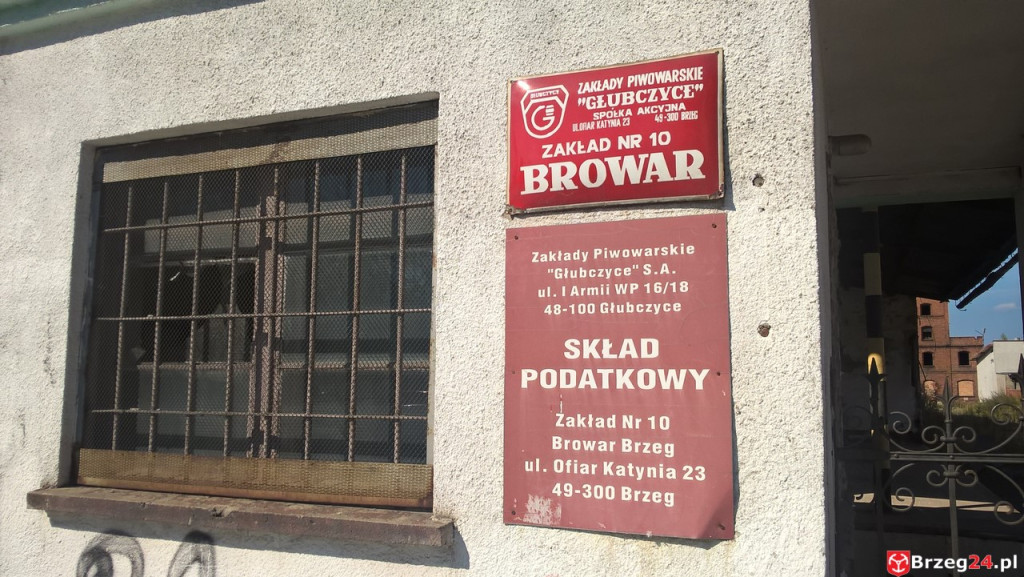 GŁUBCZYCE
ZAKŁADY PIWOWARSKIE
"GŁUBCZYCE"
SPÓŁKA AKCYJNA
UL.OFIAR KATYNIA 23 49-300 BRZEG
ZAKŁAD NR 10
BROWAR
Zakłady Piwowarskie
"Głubczyce" S.A.
ul. I Armii WP 16/18
48-100 Głubczyce
SKŁAD
PODATKOWY
Zakład Nr 10
Browar Brzeg
ul. Ofiar Katynia 23
49-300 Brzeg
Brzeg24.pl